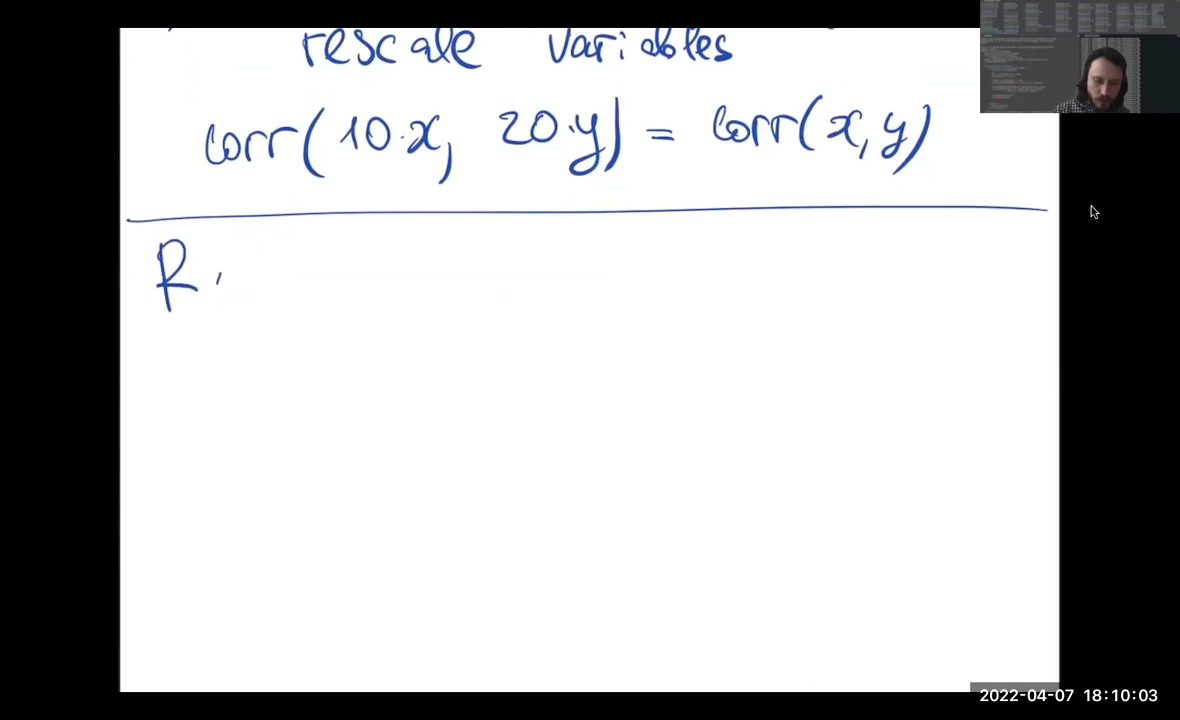 rescale variables
corr(10·x, 20·y) = corr(x,y)
R
2022-04-07 18:10:03